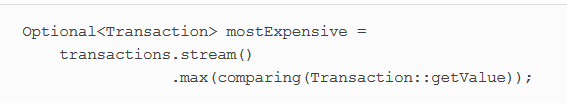 Optional<Transaction> mostExpensive =
transactions.stream()
.max(comparing(Transaction::getValue));